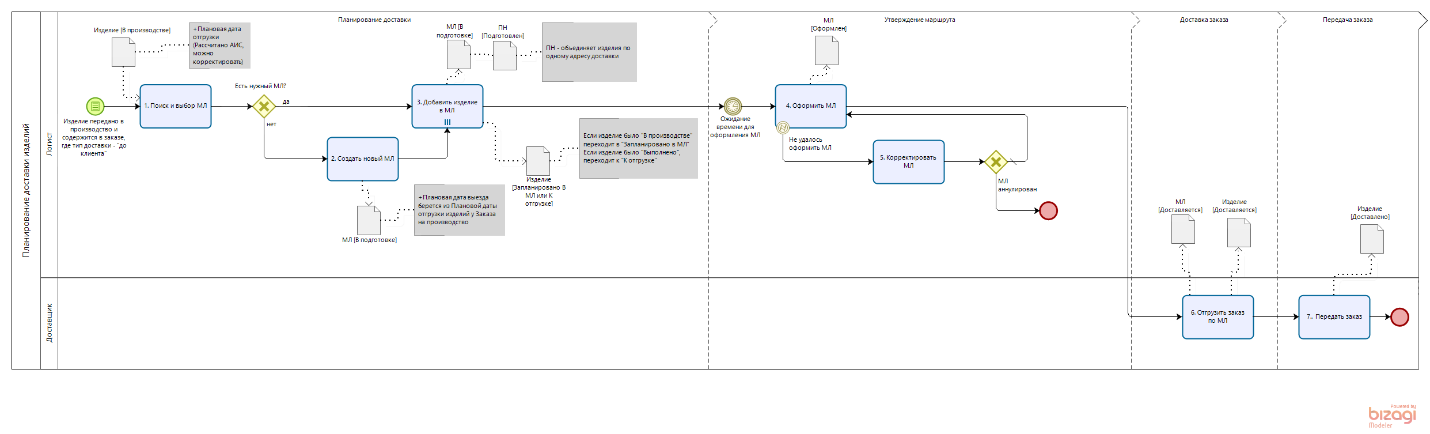 Планирование доставки изделий
Логист
Доставщик
Планирование доставки
Утверждение маршрута
Доставка заказа
Передача заказа
Изделие [В производстве]
+Плановая дата
отгрузки
(Рассчитано АИС,
можно
корректировать)
Изделие передано в
производство и
содержится в заказе,
где тип доставки - "до
клиента"
1. Поиск и выбор МЛ
Есть нужный МЛ?
да
нет
2. Создать новый МЛ
МЛ [В подготовке]
+Плановая дата выезда
берется из Плановой даты
отгрузки изделий у Заказа
на производство
3. Добавить изделие
в МЛ
МЛ [В
подготовке]
ПН
[Подготовлен]
ПН - объединяет изделия по
одному адресу доставки
Изделие
[Запланировано В
МЛ или К
отгрузке]
Если изделие было "В производстве"
переходит в "Запланировано в МЛ"
Если изделие было "Выполнено",
переходит к "К отгрузке"
Ожидание
времени для
оформления МЛ
МЛ
[Оформлен]
4. Оформить МЛ
Не удалось
оформить МЛ
5. Корректировать
МЛ
МЛ
аннулирован
МЛ
[Доставляется]
Изделие
[Доставляется]
6. Отгрузить заказ
по МЛ
Изделие
[Доставлено]
7.. Передать заказ
Powered by
bizagi
Modeler